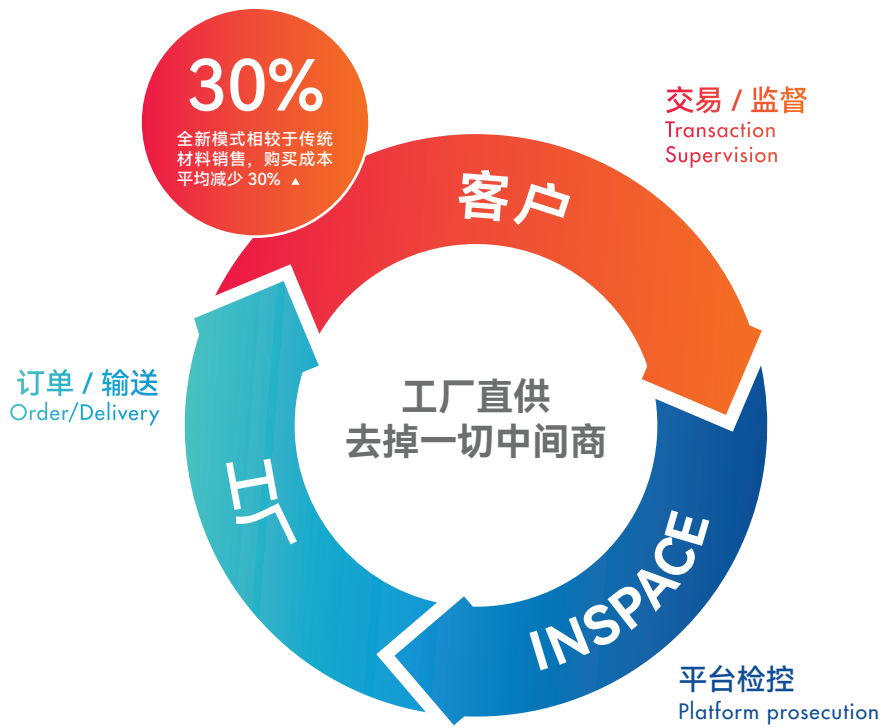 30%
全新模式相较于传统
材料销售，购买成本
平均减少 30% ▲
交易 / 监督
Transaction
Supervision
客户
订单 / 输送
Order/Delivery
工厂直供
去掉一切中间商
工厂
INSPACE
平台检控
Platform prosecution